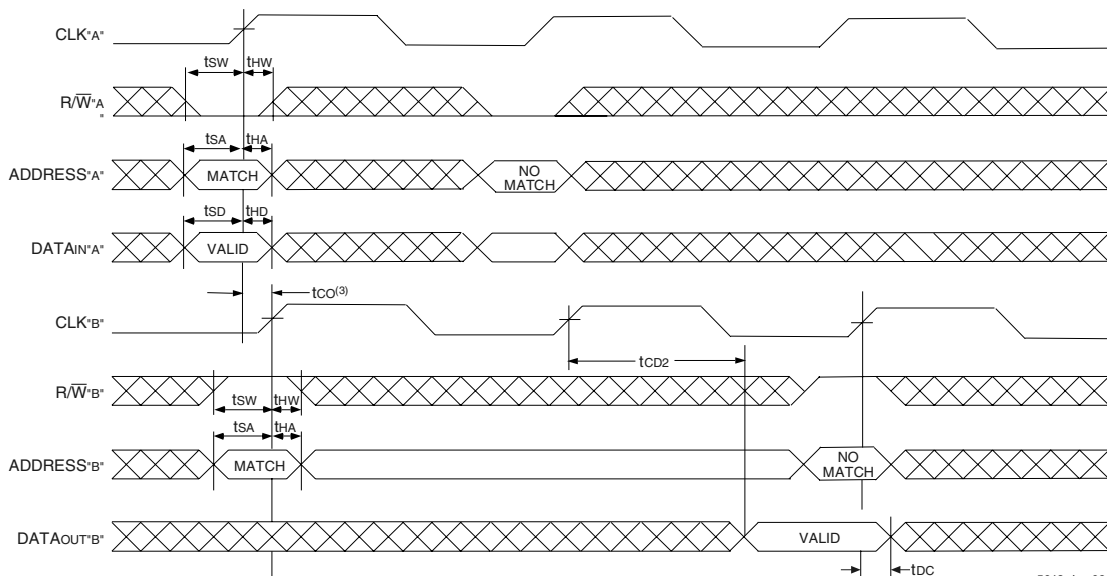 CLK"A"
tSW tHW
R/W̅"A
"
tSA tHA
ADDRESS"A" MATCH NO
MATCH
tSD tHD
DATAIN"A" VALID
tCO(3)
CLK"B"
tCD2
R/W̅"B"
tSW tHW
tSA tHA
ADDRESS"B" MATCH NO
MATCH
DATAOUT"B" VALID
tDC